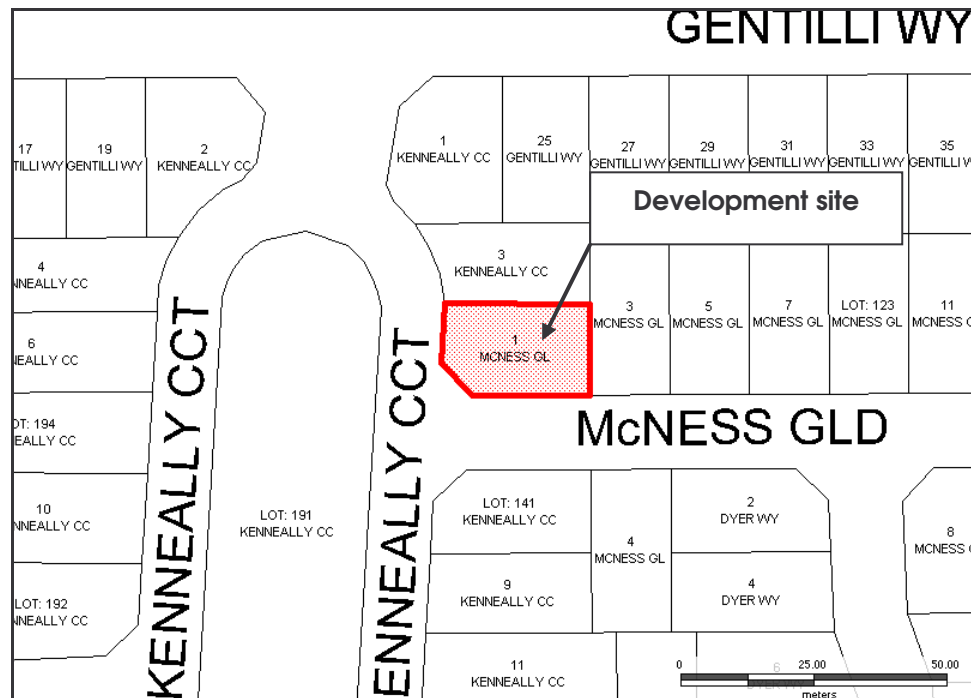 GENTILLI WY
17
TILLI WY
19
GENTILLI WY
2
KENNEALLY CC
1
KENNEALLY CC
25
GENTILLI WY
27
GENTILLI WY
29
GENTILLI WY
31
GENTILLI WY
33
GENTILLI WY
35
GENTILLI W
Development site
4
NNEALLY CC
3
KENNEALLY CC
6
NEALLY CC
1
MCNESS GL
3
MCNESS GL
5
MCNESS GL
7
MCNESS GL
LOT: 123
MCNESS GL
11
MCNESS G
KENNEALLY CCT
ENNEALLY CCT
McNESS GLD
OT: 194
EALLY CC
10
NNEALLY CC
LOT: 191
KENNEALLY CC
LOT: 141
KENNEALLY CC
4
MCNESS GL
2
DYER WY
8
MCNESS G
9
KENNEALLY CC
4
DYER WY
LOT: 192
NNEALLY CC
11
KENNEALLY CC
6
DYER WY
0 25.00 50.00
meters